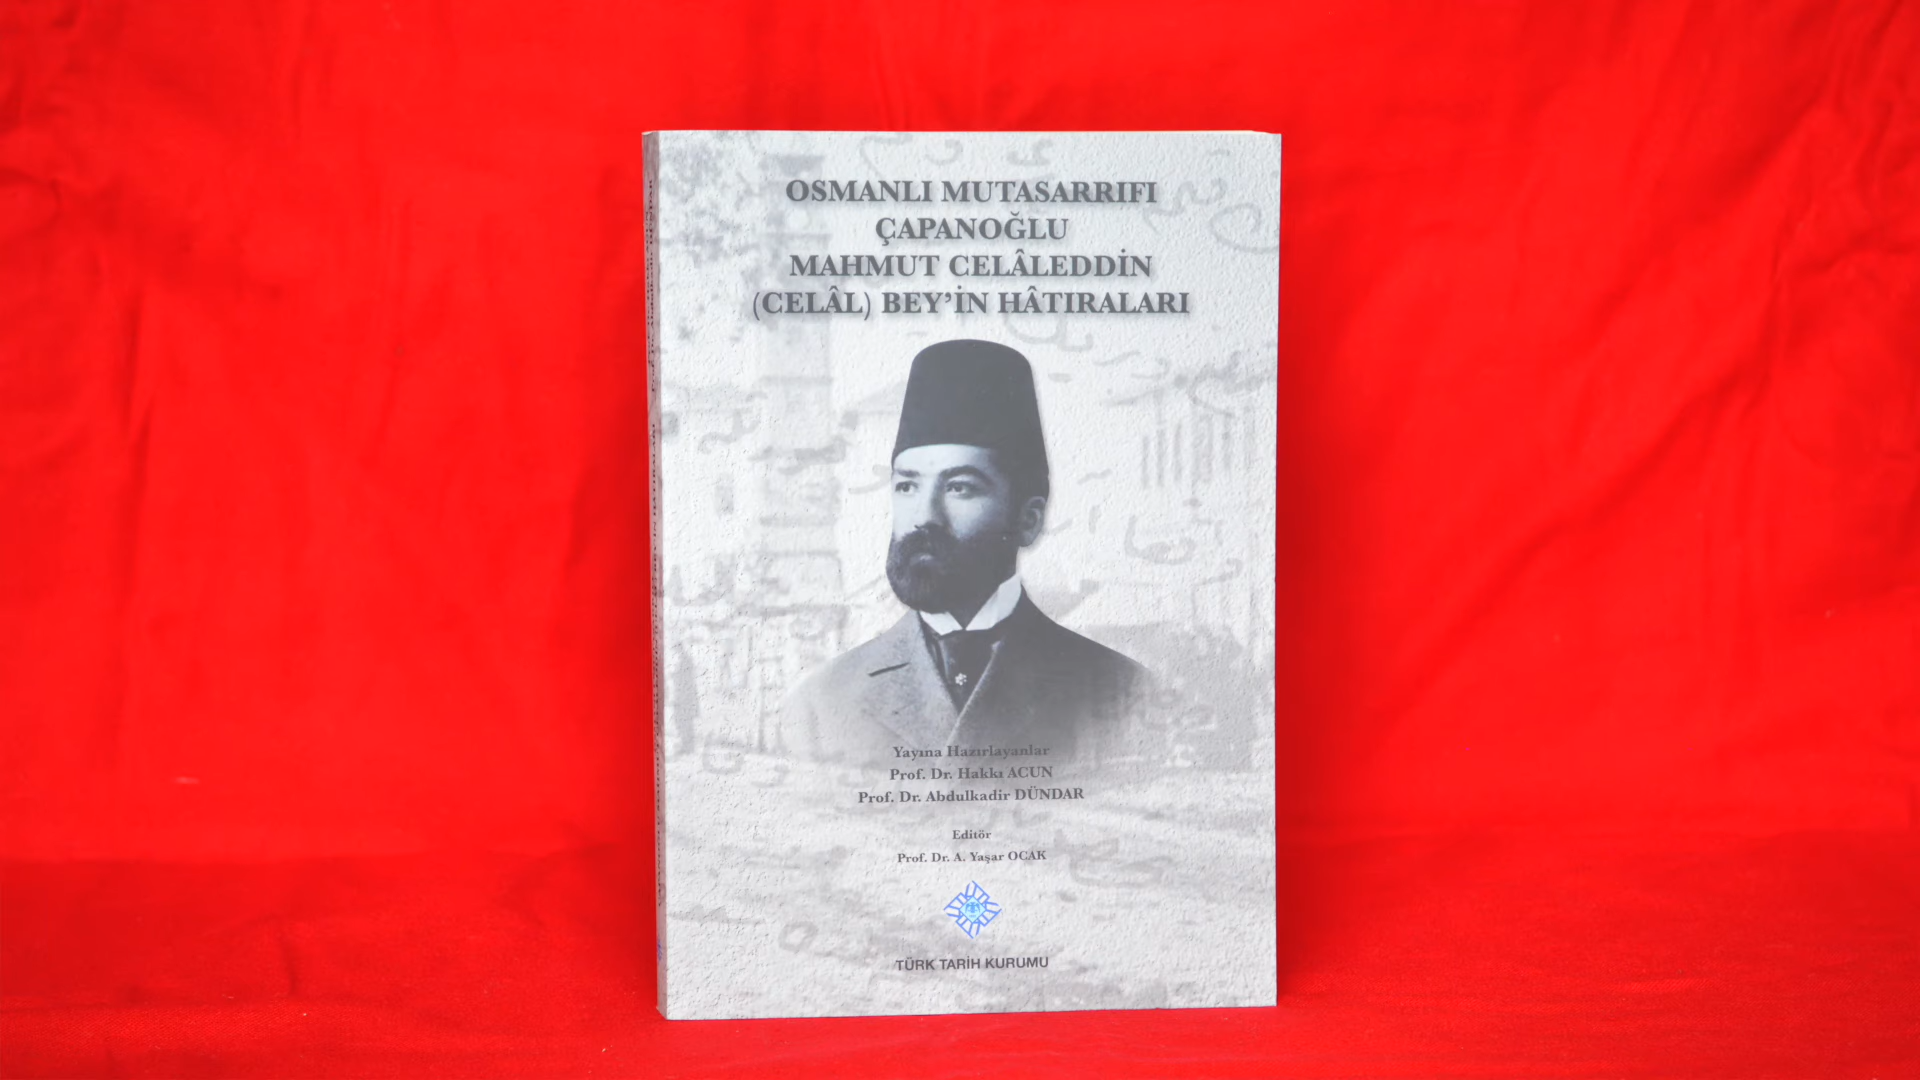 OSMANLI MUTASARRIFI
ÇAPANOĞLU
MAHMUT CELÂLEDDİN
(CELÂL) BEY'İN HÂTIRALARI
Yayına Hazırlayanlar
Prof. Dr. Hakkı ACUN
Prof. Dr. Abdulkadir DÜNDAR
Editör
Prof. Dr. A. Yaşar OCAK
TÜRK TARİH KURUMU